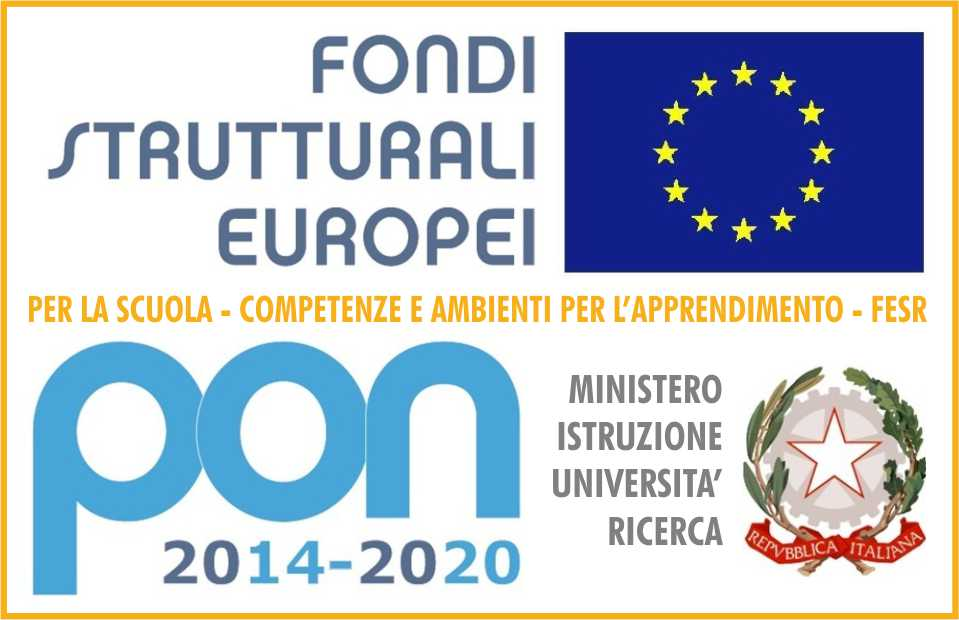 FONDI
STRUTTURALI
EUROPEI
PER LA SCUOLA - COMPETENZE E AMBIENTI PER L'APPRENDIMENTO - FESR
pon
2014-2020
MINISTERO
ISTRUZIONE
UNIVERSITA'
RICERCA
REPVBBLICA ITALIANA